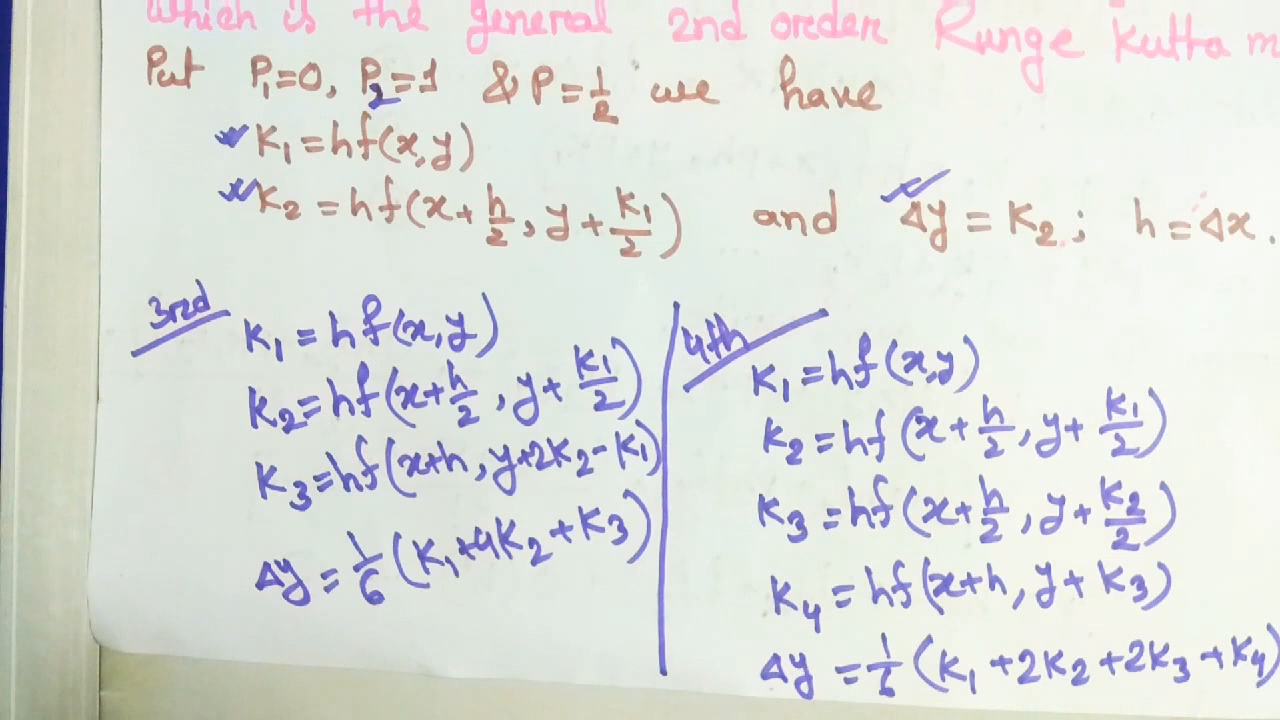 which is the general 2nd order Runge Kutta m
Put P₁=0, P₂=1 & P=1/2 we have
K₁=hf(x,y)
K₂=hf(x+h/2, y+K₁/2) and Δy=K₂; h=Δx.
3rd
K₁=hf(x,y)
K₂=hf(x+h/2, y+K₁/2)
K₃=hf(x+h, y+2K₂-K₁)
Δy=1/6(K₁+4K₂+K₃)
4th
K₁=hf(x,y)
K₂=hf(x+h/2, y+K₁/2)
K₃=hf(x+h/2, y+K₂/2)
K₄=hf(x+h, y+K₃)
Δy=1/6(K₁+2K₂+2K₃+K₄)